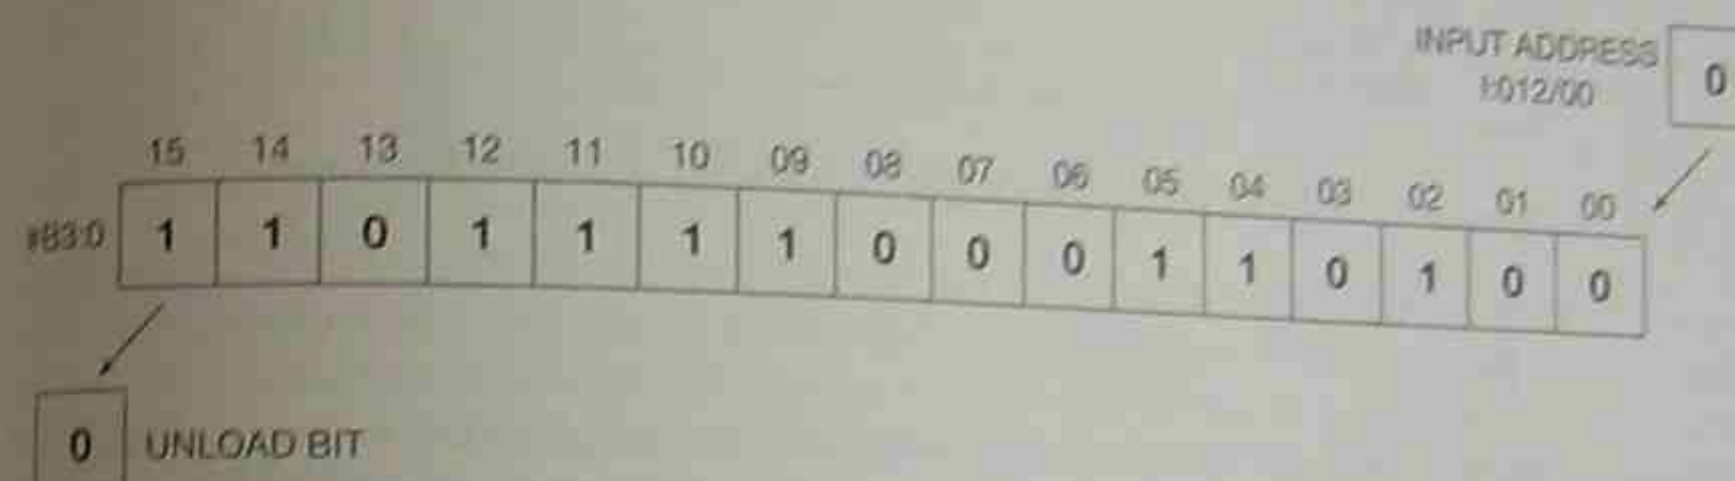 INPUT ADDRESS 0
I:012/00
15 14 13 12 11 10 09 08 07 06 05 04 03 02 01 00
#B3:0 1 1 0 1 1 1 1 0 0 0 1 1 0 1 0 0
0 UNLOAD BIT